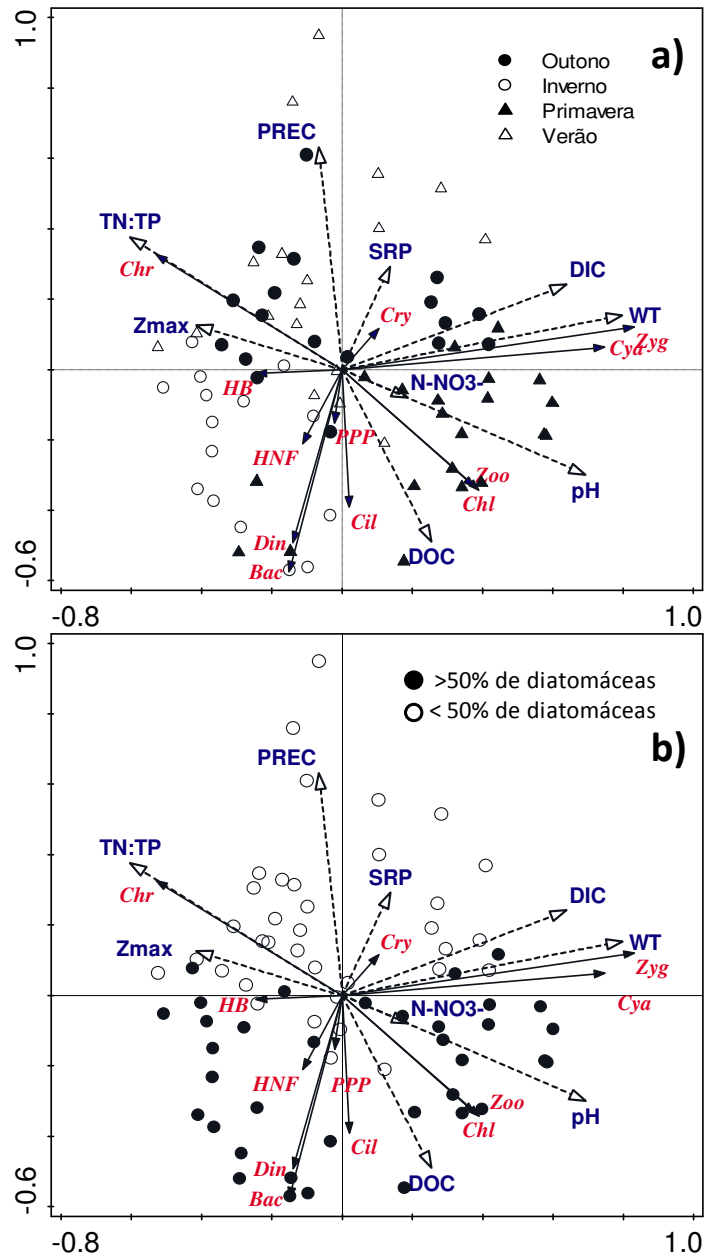 1.0
a)
Outono
Inverno
Primavera
Verão
PREC
TN:TP
Chr
SRP
DIC
Zmax
Cry
WT
Zyg
Cya
HB
N-NO3-
PPP
HNF
Zoo
Chl
pH
Cil
Din
DOC
Bac
-0.6
-0.8
1.0
1.0
>50% de diatomáceas
< 50% de diatomáceas
b)
PREC
TN:TP
Chr
SRP
DIC
Zmax
Cry
WT
Zyg
HB
Cya
N-NO3-
PPP
HNF
Zoo
Chl
pH
Cil
Din
DOC
Bac
-0.6
-0.8
1.0